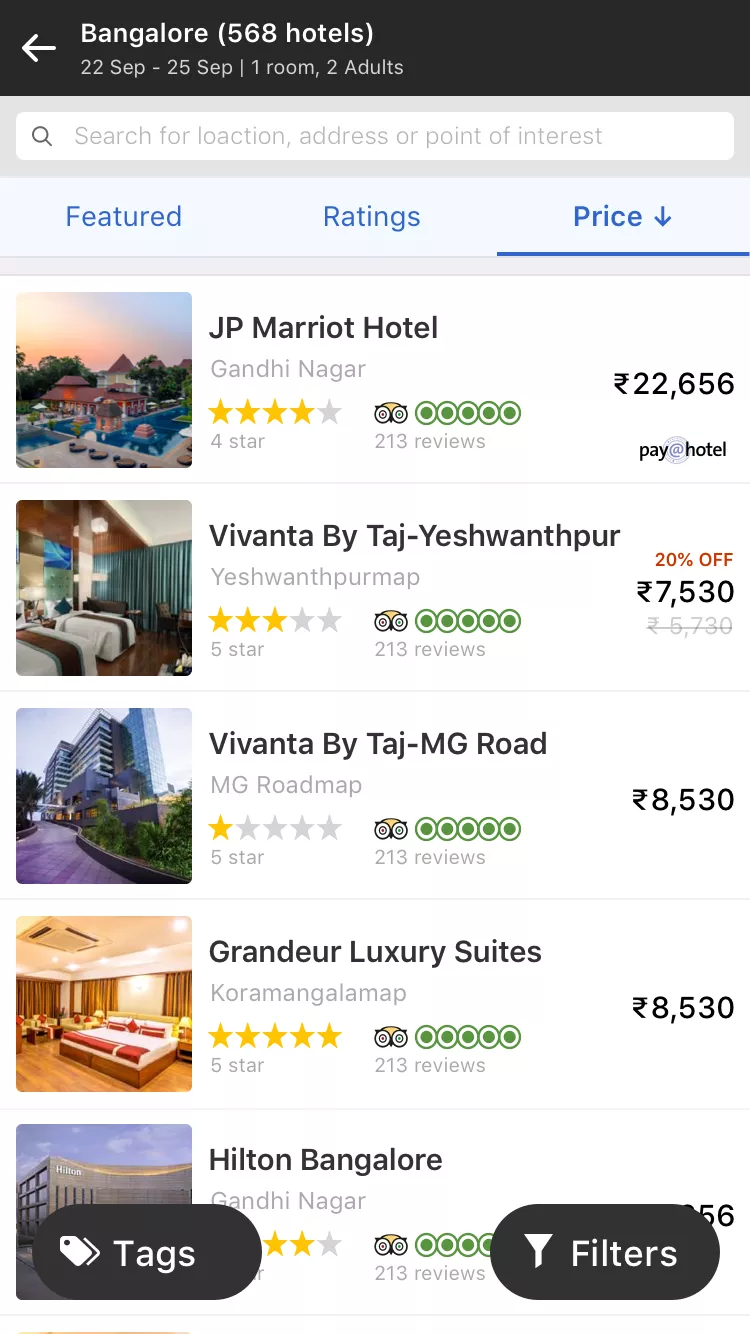 Bangalore (568 hotels)
22 Sep - 25 Sep | 1 room, 2 Adults
Search for loaction, address or point of interest
Featured Ratings Price ↓
JP Marriot Hotel
Gandhi Nagar
₹22,656
4 star 213 reviews
pay@hotel
Vivanta By Taj-Yeshwanthpur
20% OFF
Yeshwanthpurmap
₹7,530
₹ 5,730
5 star 213 reviews
Vivanta By Taj-MG Road
MG Roadmap
₹8,530
5 star 213 reviews
Grandeur Luxury Suites
Koramangalamap
₹8,530
5 star 213 reviews
Hilton
Hilton Bangalore
Gandhi Nagar
Tags
213 reviews
Filters